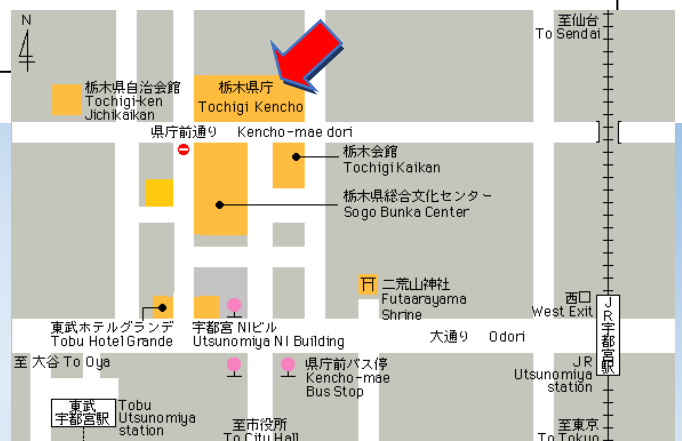 N
至仙台
To Sendai
栃木県自治会館
Tochigi-ken
Jichikaikan
栃木県庁
Tochigi Kencho
県庁前通り Kencho-mae dori
栃木会館
Tochigi Kaikan
栃木県総合文化センター
Sogo Bunka Center
二荒山神社
Futaarayama
Shrine
西口
West Exit
JR宇都宮駅
東武ホテルグランデ
Tobu Hotel Grande
宇都宮 NIビル
Utsunomiya NI Building
大通り Odori
至 大谷 To Oya
県庁前バス停
Kencho-mae
Bus Stop
JR
Utsunomiya
station
東武
宇都宮駅
Tobu
Utsunomiya
station
至市役所
To City Hall
至東京
To Tokyo